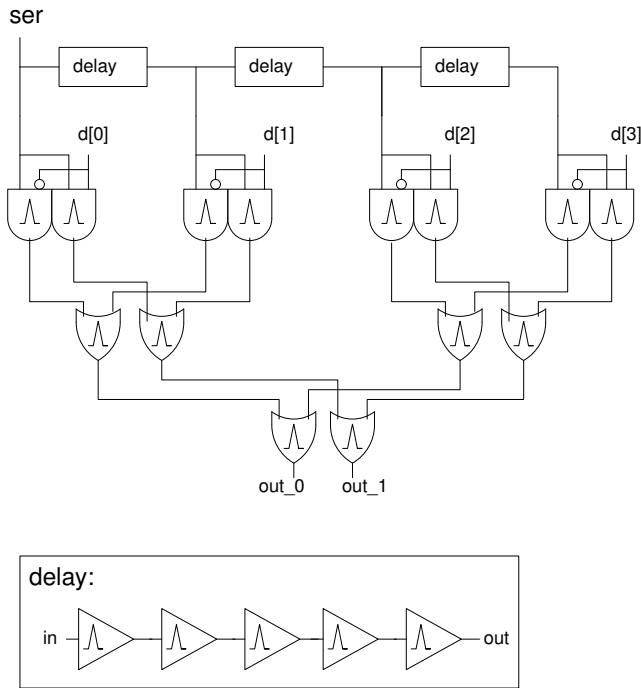 ser
delay delay delay
d[0] d[1] d[2] d[3]
out_0 out_1
delay:
in out